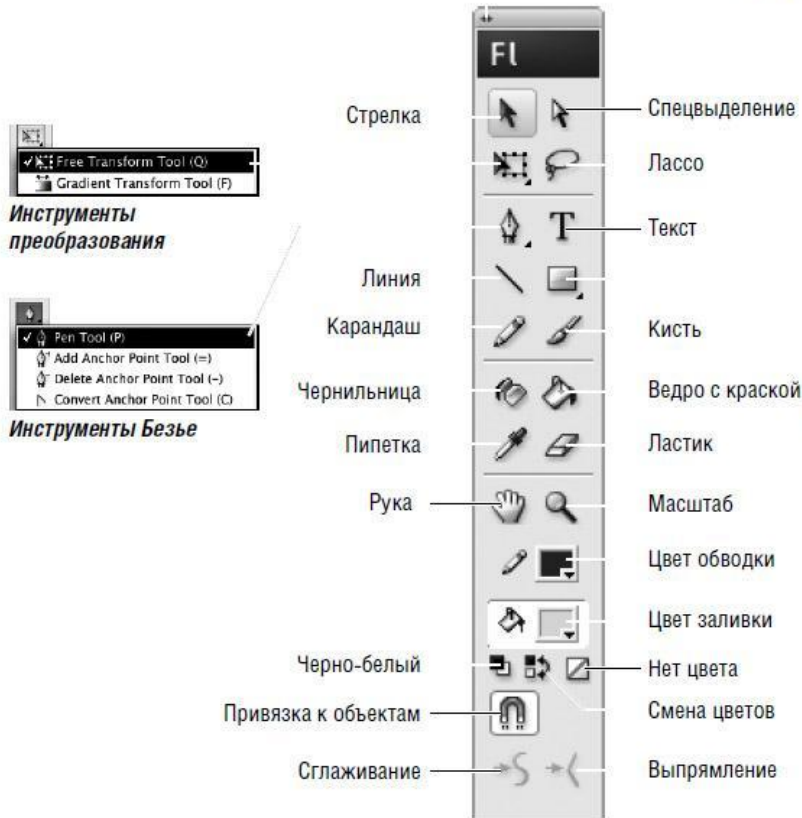 Fl
Стрелка
Спецвыделение
✓ Free Transform Tool (Q)
Gradient Transform Tool (F)
Инструменты
преобразования
Лассо
T
Текст
Линия
✓ Pen Tool (P)
Add Anchor Point Tool (=)
Delete Anchor Point Tool (-)
Convert Anchor Point Tool (C)
Инструменты Безье
Карандаш
Кисть
Чернильница
Ведро с краской
Пипетка
Ластик
Рука
Масштаб
Цвет обводки
Цвет заливки
Черно-белый
Нет цвета
Привязка к объектам
Смена цветов
Сглаживание
Выпрямление